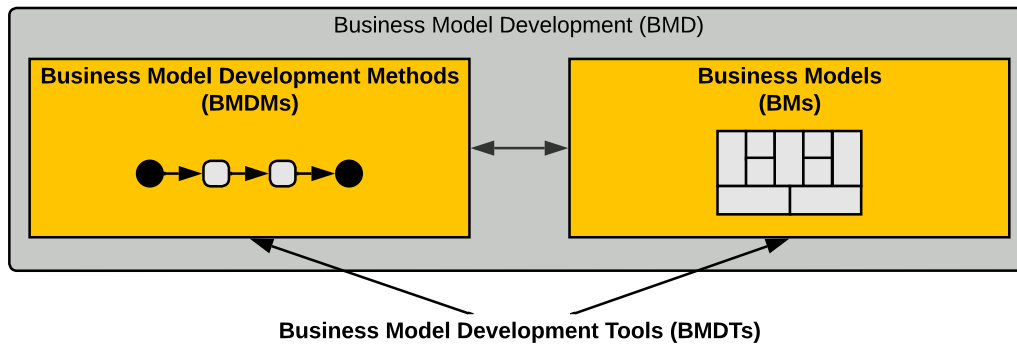 Business Model Development (BMD)
Business Model Development Methods
(BMDMs)
Business Models
(BMs)
Business Model Development Tools (BMDTs)